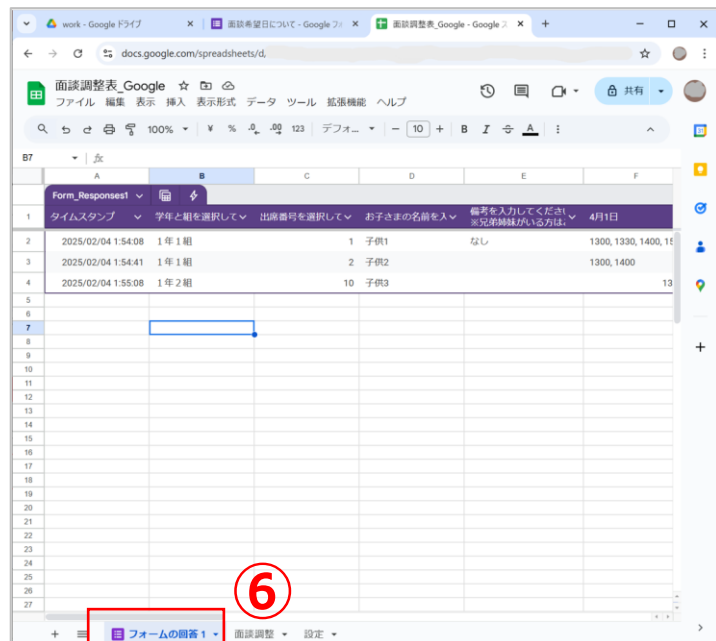 work - Google ドライブ
面談希望日について - Google フォ
面談調整表_Google - Google ス
docs.google.com/spreadsheets/d,
面談調整表_Google
ファイル 編集 表示 挿入 表示形式 データ ツール 拡張機能 ヘルプ
共有
100% ¥ % .0 .00 123 デフォ... 10 B I A
B7 fx
A B C D E F
Form_Responses1
備考を入力してください
1 タイムスタンプ 学年と組を選択して 出席番号を選択して お子さまの名前を入 ※兄弟姉妹がいる方は、 4月1日
2 2025/02/04 1:54:08 1年1組 1 子供1 なし 1300, 1330, 1400, 15
3 2025/02/04 1:54:41 1年1組 2 子供2 1300, 1400
4 2025/02/04 1:55:08 1年2組 10 子供3 13
5
6
7
8
9
10
11
12
13
14
15
16
17
18
19
20
21
22
23
24
25
26
27
⑥
フォームの回答 1 面談調整 設定